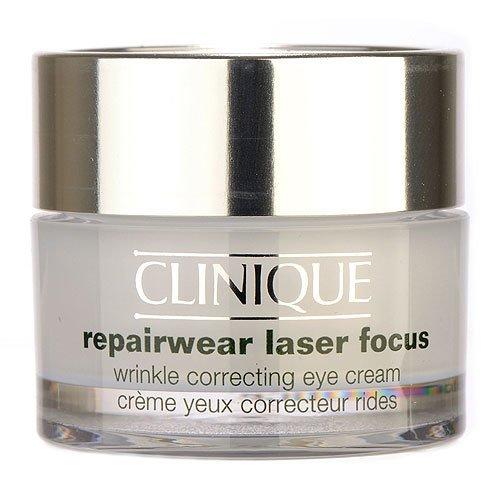 CLINIQUE
repairwear laser focus
wrinkle correcting eye cream
crème yeux correcteur rides